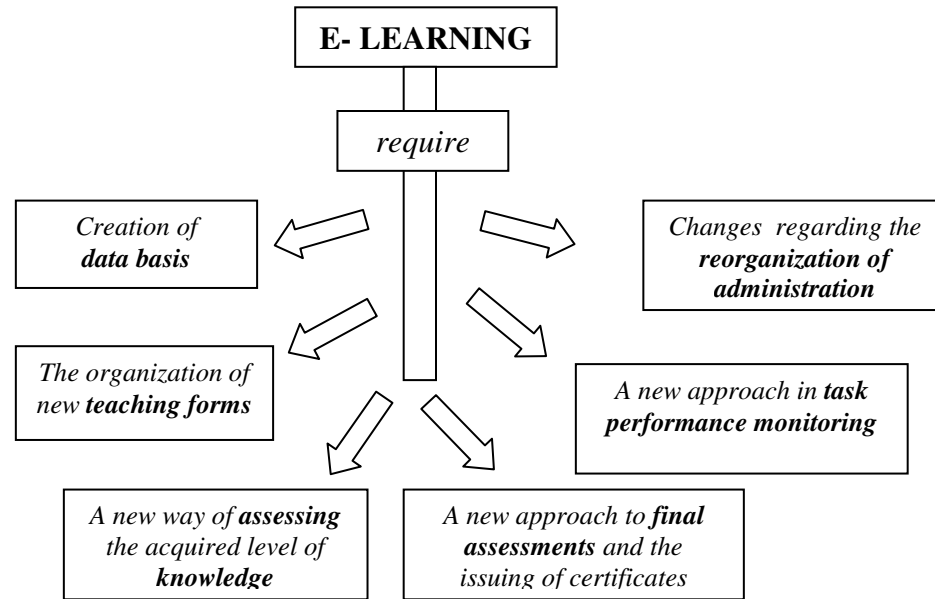 E- LEARNING
require
Creation of
data basis
Changes regarding the
reorganization of
administration
The organization of
new teaching forms
A new approach in task
performance monitoring
A new way of assessing
the acquired level of
knowledge
A new approach to final
assessments and the
issuing of certificates